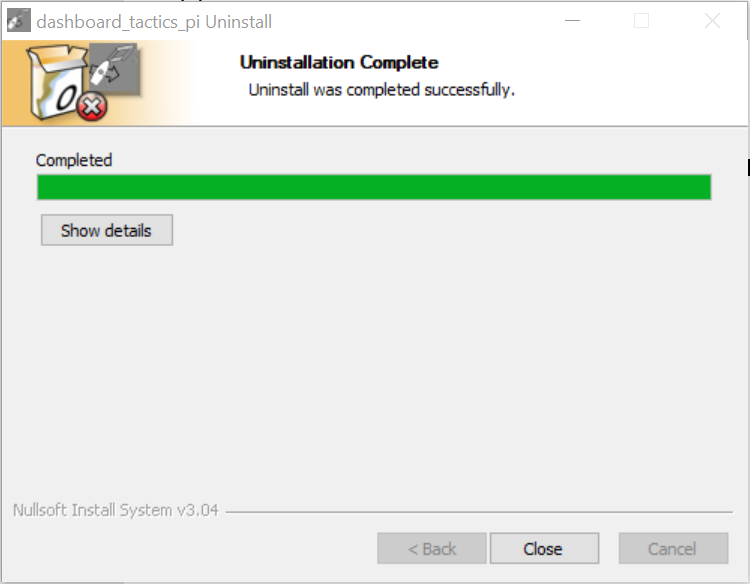 dashboard_tactics_pi Uninstall
Uninstallation Complete
Uninstall was completed successfully.
Completed
Show details
Nullsoft Install System v3.04
< Back
Close
Cancel